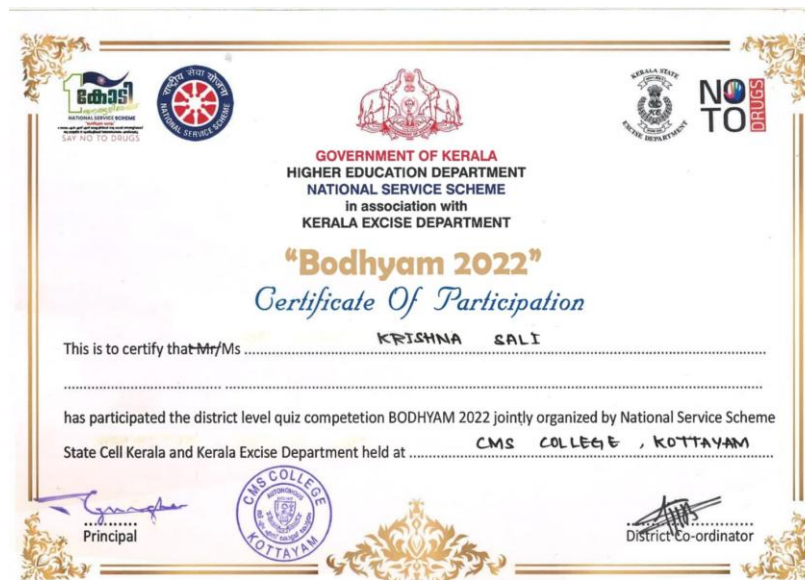 കോടി
NATIONAL SERVICE SCHEME
SAY NO TO DRUGS
राष्ट्रीय सेवा योजना
NATIONAL SERVICE SCHEME
KERALA STATE
EXCISE DEPARTMENT
NO TO DRUGS
GOVERNMENT OF KERALA
HIGHER EDUCATION DEPARTMENT
NATIONAL SERVICE SCHEME
in association with
KERALA EXCISE DEPARTMENT
“Bodhyam 2022”
Certificate Of Participation
This is to certify that Mr/Ms KRISHNA SALI
has participated the district level quiz competetion BODHYAM 2022 jointly organized by National Service Scheme
State Cell Kerala and Kerala Excise Department held at CMS COLLEGE , KOTTAYAM
CMS COLLEGE
AUTONOMOUS
KOTTAYAM
Principal
District Co-ordinator